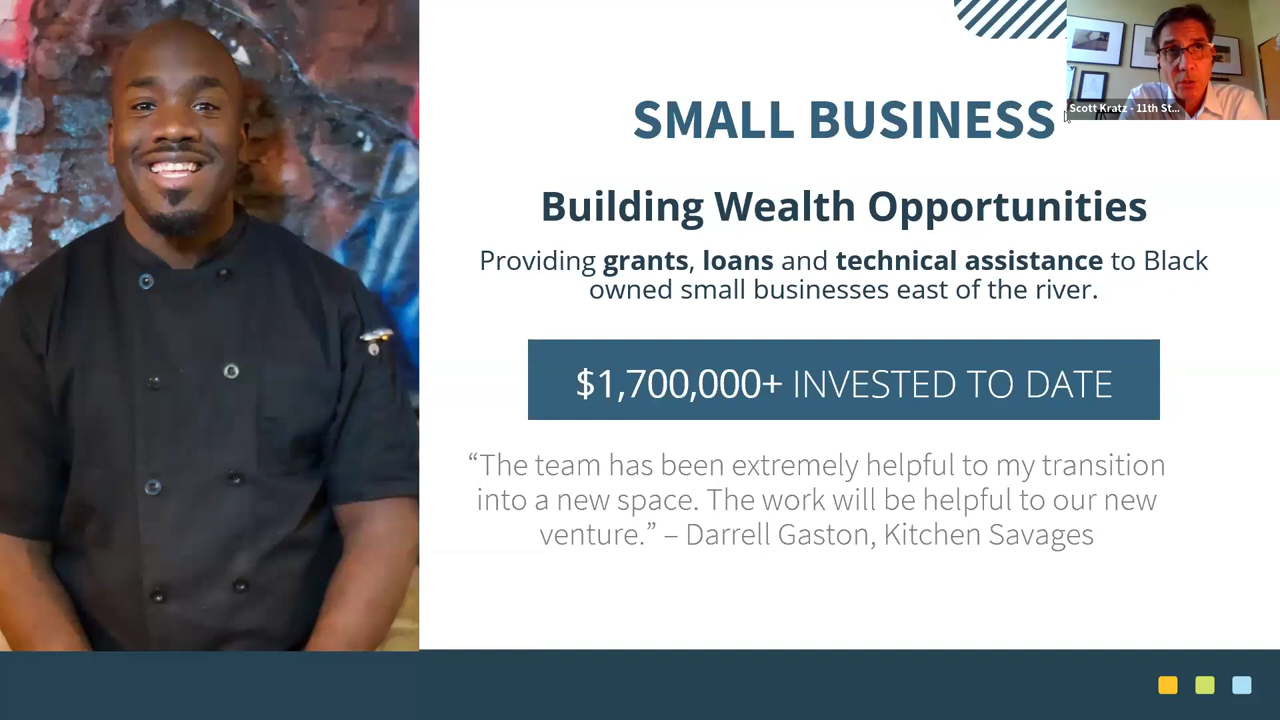 SMALL BUSINESS
Scott Kratz - 11th St...
Building Wealth Opportunities
Providing grants, loans and technical assistance to Black
owned small businesses east of the river.
$1,700,000+ INVESTED TO DATE
“The team has been extremely helpful to my transition
into a new space. The work will be helpful to our new
venture.” – Darrell Gaston, Kitchen Savages